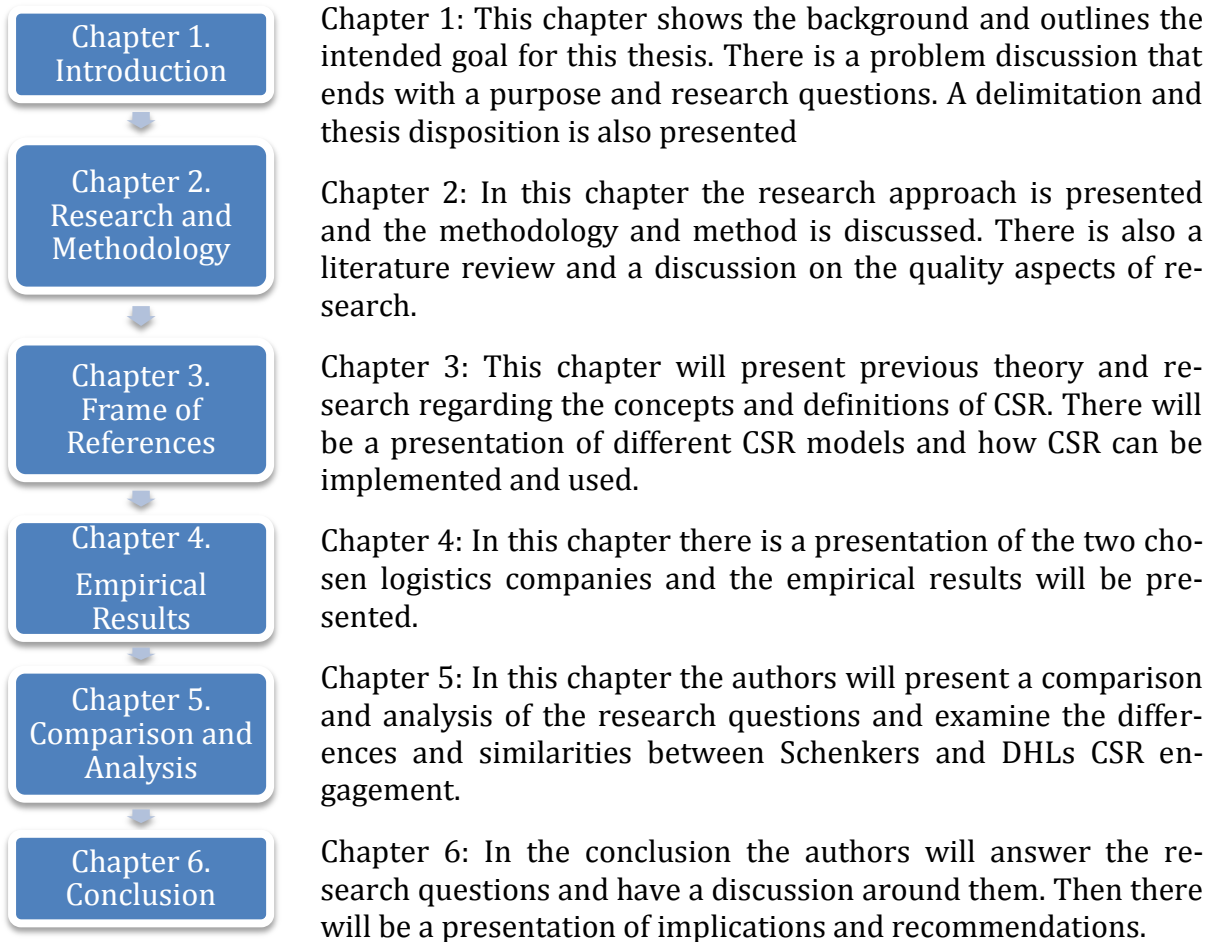 Chapter 1.
Introduction
Chapter 1: This chapter shows the background and outlines the
intended goal for this thesis. There is a problem discussion that
ends with a purpose and research questions. A delimitation and
thesis disposition is also presented
Chapter 2.
Research and
Methodology
Chapter 2: In this chapter the research approach is presented
and the methodology and method is discussed. There is also a
literature review and a discussion on the quality aspects of re-
search.
Chapter 3.
Frame of
References
Chapter 3: This chapter will present previous theory and re-
search regarding the concepts and definitions of CSR. There will
be a presentation of different CSR models and how CSR can be
implemented and used.
Chapter 4.
Empirical
Results
Chapter 4: In this chapter there is a presentation of the two cho-
sen logistics companies and the empirical results will be pre-
sented.
Chapter 5.
Comparison and
Analysis
Chapter 5: In this chapter the authors will present a comparison
and analysis of the research questions and examine the differ-
ences and similarities between Schenkers and DHLs CSR en-
gagement.
Chapter 6.
Conclusion
Chapter 6: In the conclusion the authors will answer the re-
search questions and have a discussion around them. Then there
will be a presentation of implications and recommendations.